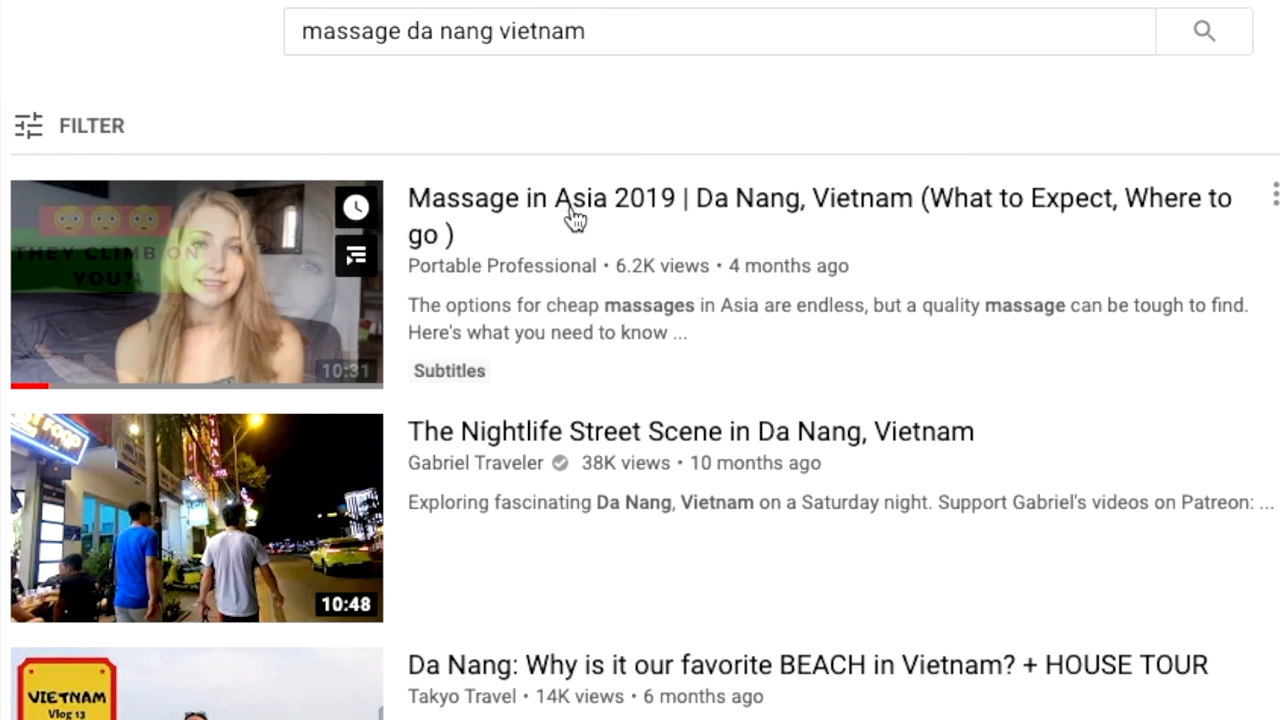 massage da nang vietnam
FILTER
Massage in Asia 2019 | Da Nang, Vietnam (What to Expect, Where to
go )
Portable Professional • 6.2K views • 4 months ago
The options for cheap massages in Asia are endless, but a quality massage can be tough to find.
Here's what you need to know ...
Subtitles
THEY CLIMB ON
YOU?!
10:31
The Nightlife Street Scene in Da Nang, Vietnam
Gabriel Traveler 38K views • 10 months ago
Exploring fascinating Da Nang, Vietnam on a Saturday night. Support Gabriel's videos on Patreon: ...
10:48
Da Nang: Why is it our favorite BEACH in Vietnam? + HOUSE TOUR
Takyo Travel • 14K views • 6 months ago
VIETNAM
Vlog 13